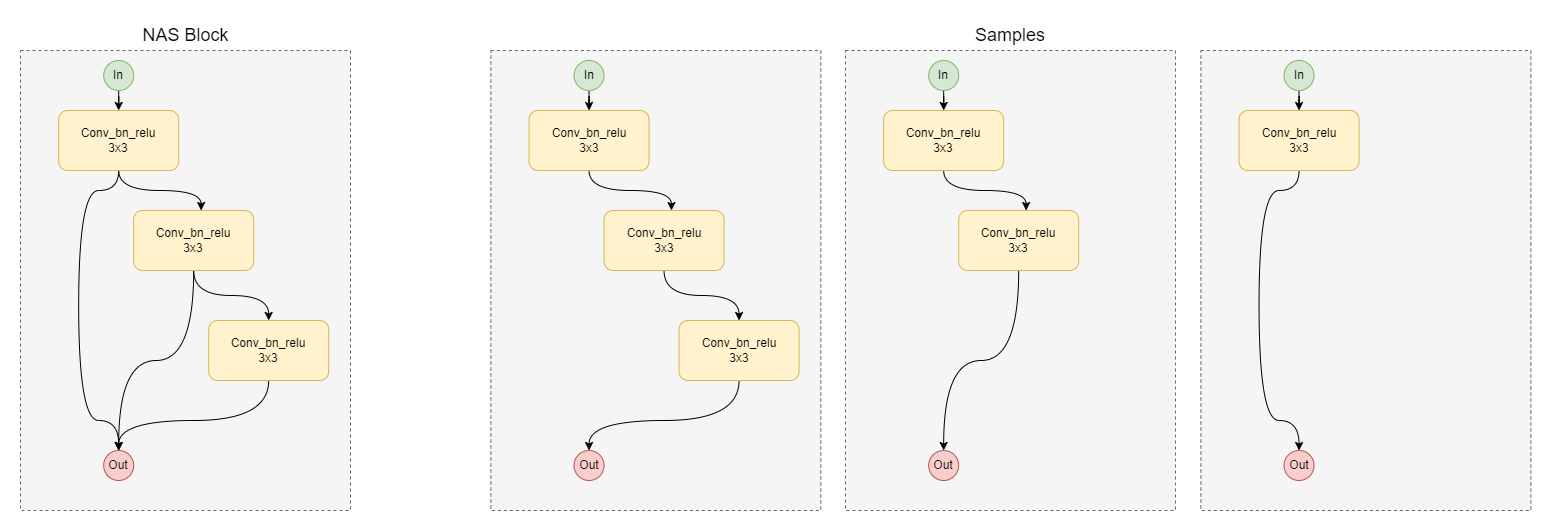 NAS Block
Samples
In
Conv_bn_relu
3x3
Conv_bn_relu
3x3
Conv_bn_relu
3x3
Out
In
Conv_bn_relu
3x3
Conv_bn_relu
3x3
Conv_bn_relu
3x3
Out
In
Conv_bn_relu
3x3
Conv_bn_relu
3x3
Out
In
Conv_bn_relu
3x3
Out